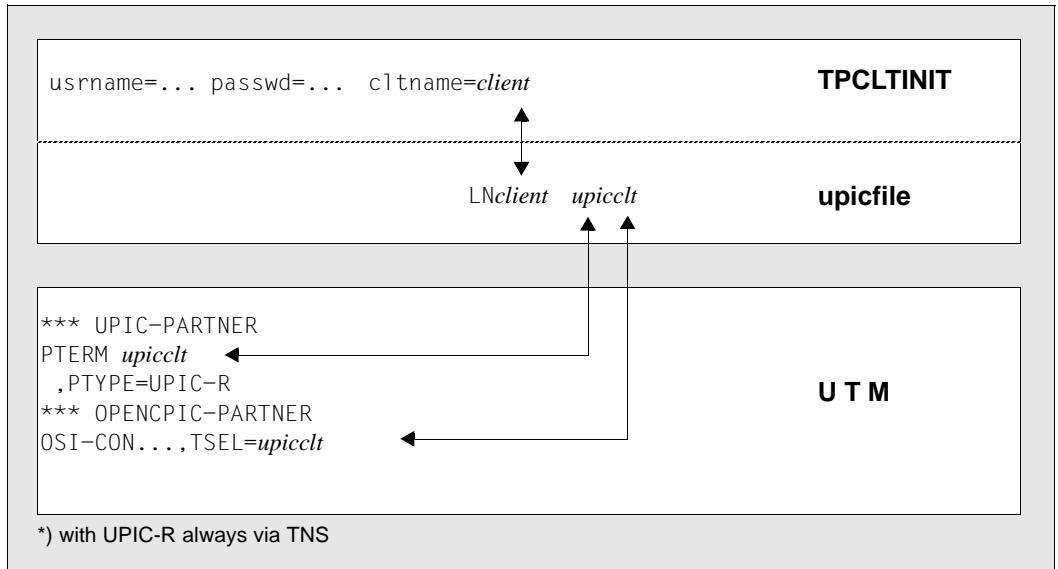 usrname=... passwd=... cltname=client TPCLTINIT
LNclient upicclt upicfile
*** UPIC-PARTNER
PTERM upicclt
,PTYPE=UPIC-R
*** OPENCPIC-PARTNER
OSI-CON...,TSEL=upicclt
U T M
*) with UPIC-R always via TNS